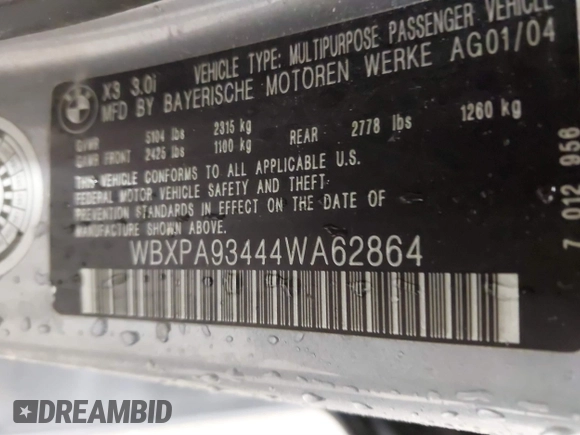 BMW
X3 3.0i VEHICLE TYPE: MULTIPURPOSE PASSENGER VEHICLE
MFD BY BAYERISCHE MOTOREN WERKE AG01/04
GVWR 5104 lbs 2315 kg
GAWR FRONT 2425 lbs 1100 kg REAR 2778 lbs 1260 kg
THIS VEHICLE CONFORMS TO ALL APPLICABLE U.S.
FEDERAL MOTOR VEHICLE SAFETY AND THEFT
PREVENTION STANDARDS IN EFFECT ON THE DATE OF
MANUFACTURE SHOWN ABOVE.
WBXPA93444WA62864
7 012 956
DREAMBID